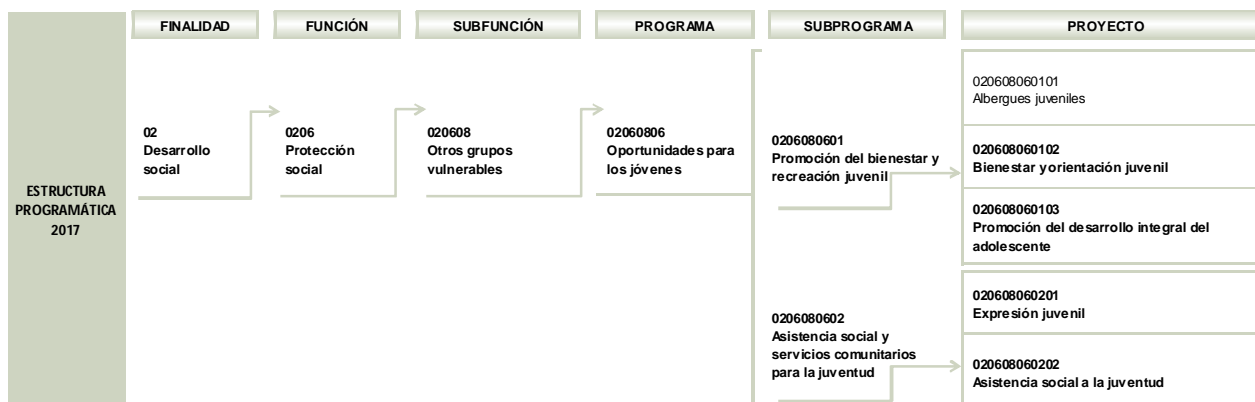 FINALIDAD
FUNCIÓN
SUBFUNCIÓN
PROGRAMA
SUBPROGRAMA
PROYECTO
ESTRUCTURA
PROGRAMÁTICA
2017
02
Desarrollo
social
0206
Protección
social
020608
Otros grupos
vulnerables
02060806
Oportunidades para
los jóvenes
0206080601
Promoción del bienestar y
recreación juvenil
020608060101
Albergues juveniles
020608060102
Bienestar y orientación juvenil
020608060103
Promoción del desarrollo integral del
adolescente
0206080602
Asistencia social y
servicios comunitarios
para la juventud
020608060201
Expresión juvenil
020608060202
Asistencia social a la juventud